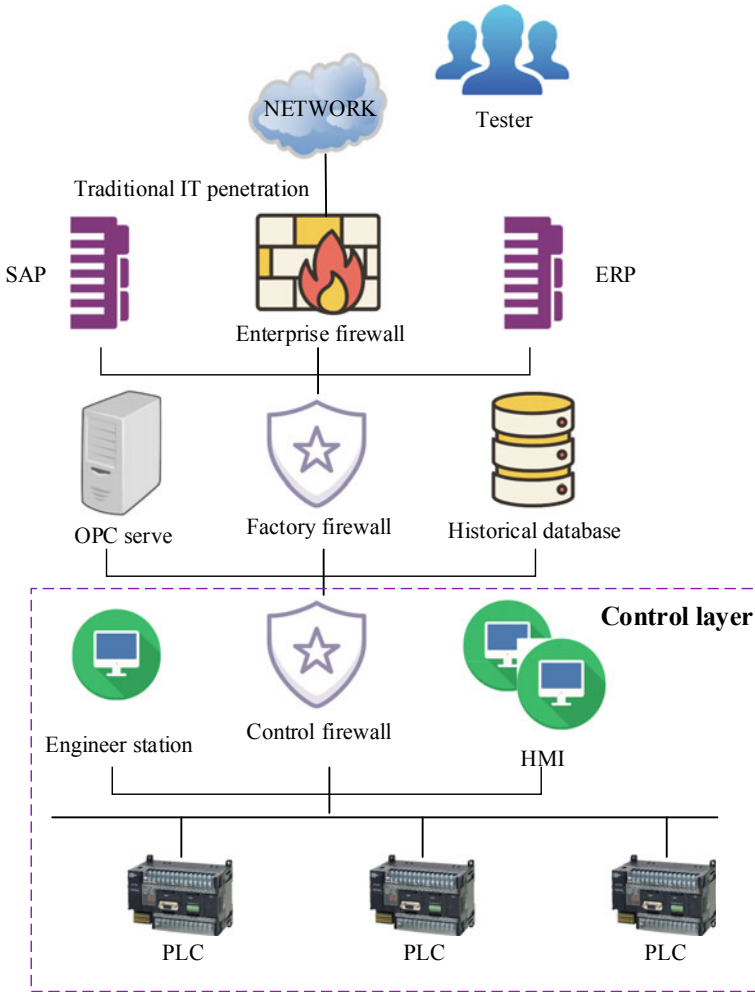 NETWORK
Tester
Traditional IT penetration
SAP
ERP
Enterprise firewall
OPC serve
Factory firewall
Historical database
Control layer
Engineer station
Control firewall
HMI
PLC
PLC
PLC